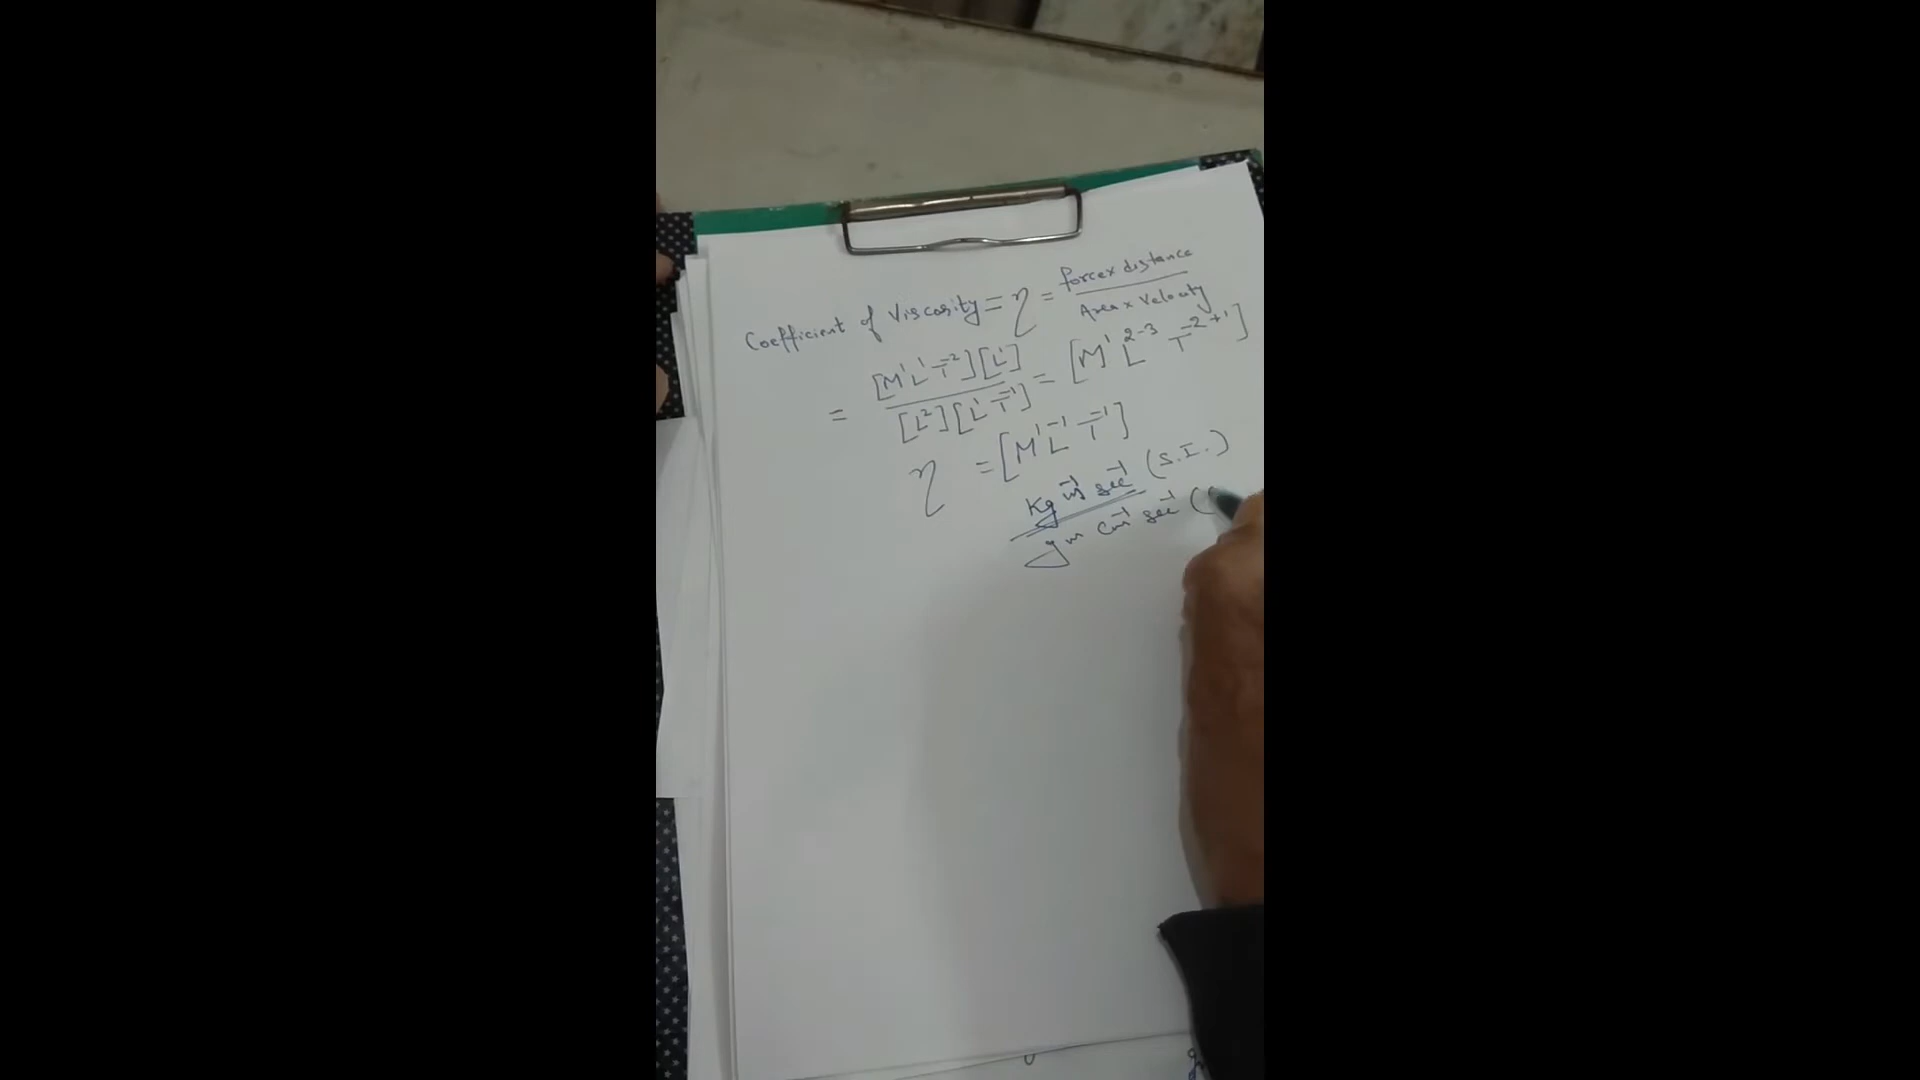 Coefficient of Viscosity = η = force x distance / Area x Velocity
= [M¹L¹T⁻²][L¹] / [L²][L¹T⁻¹] = [M¹ L²⁻³ T⁻²⁺¹]
η = [M¹L⁻¹T⁻¹]
Kg m⁻¹ sec⁻¹ (S.I.)
gm cm⁻¹ sec⁻¹ (